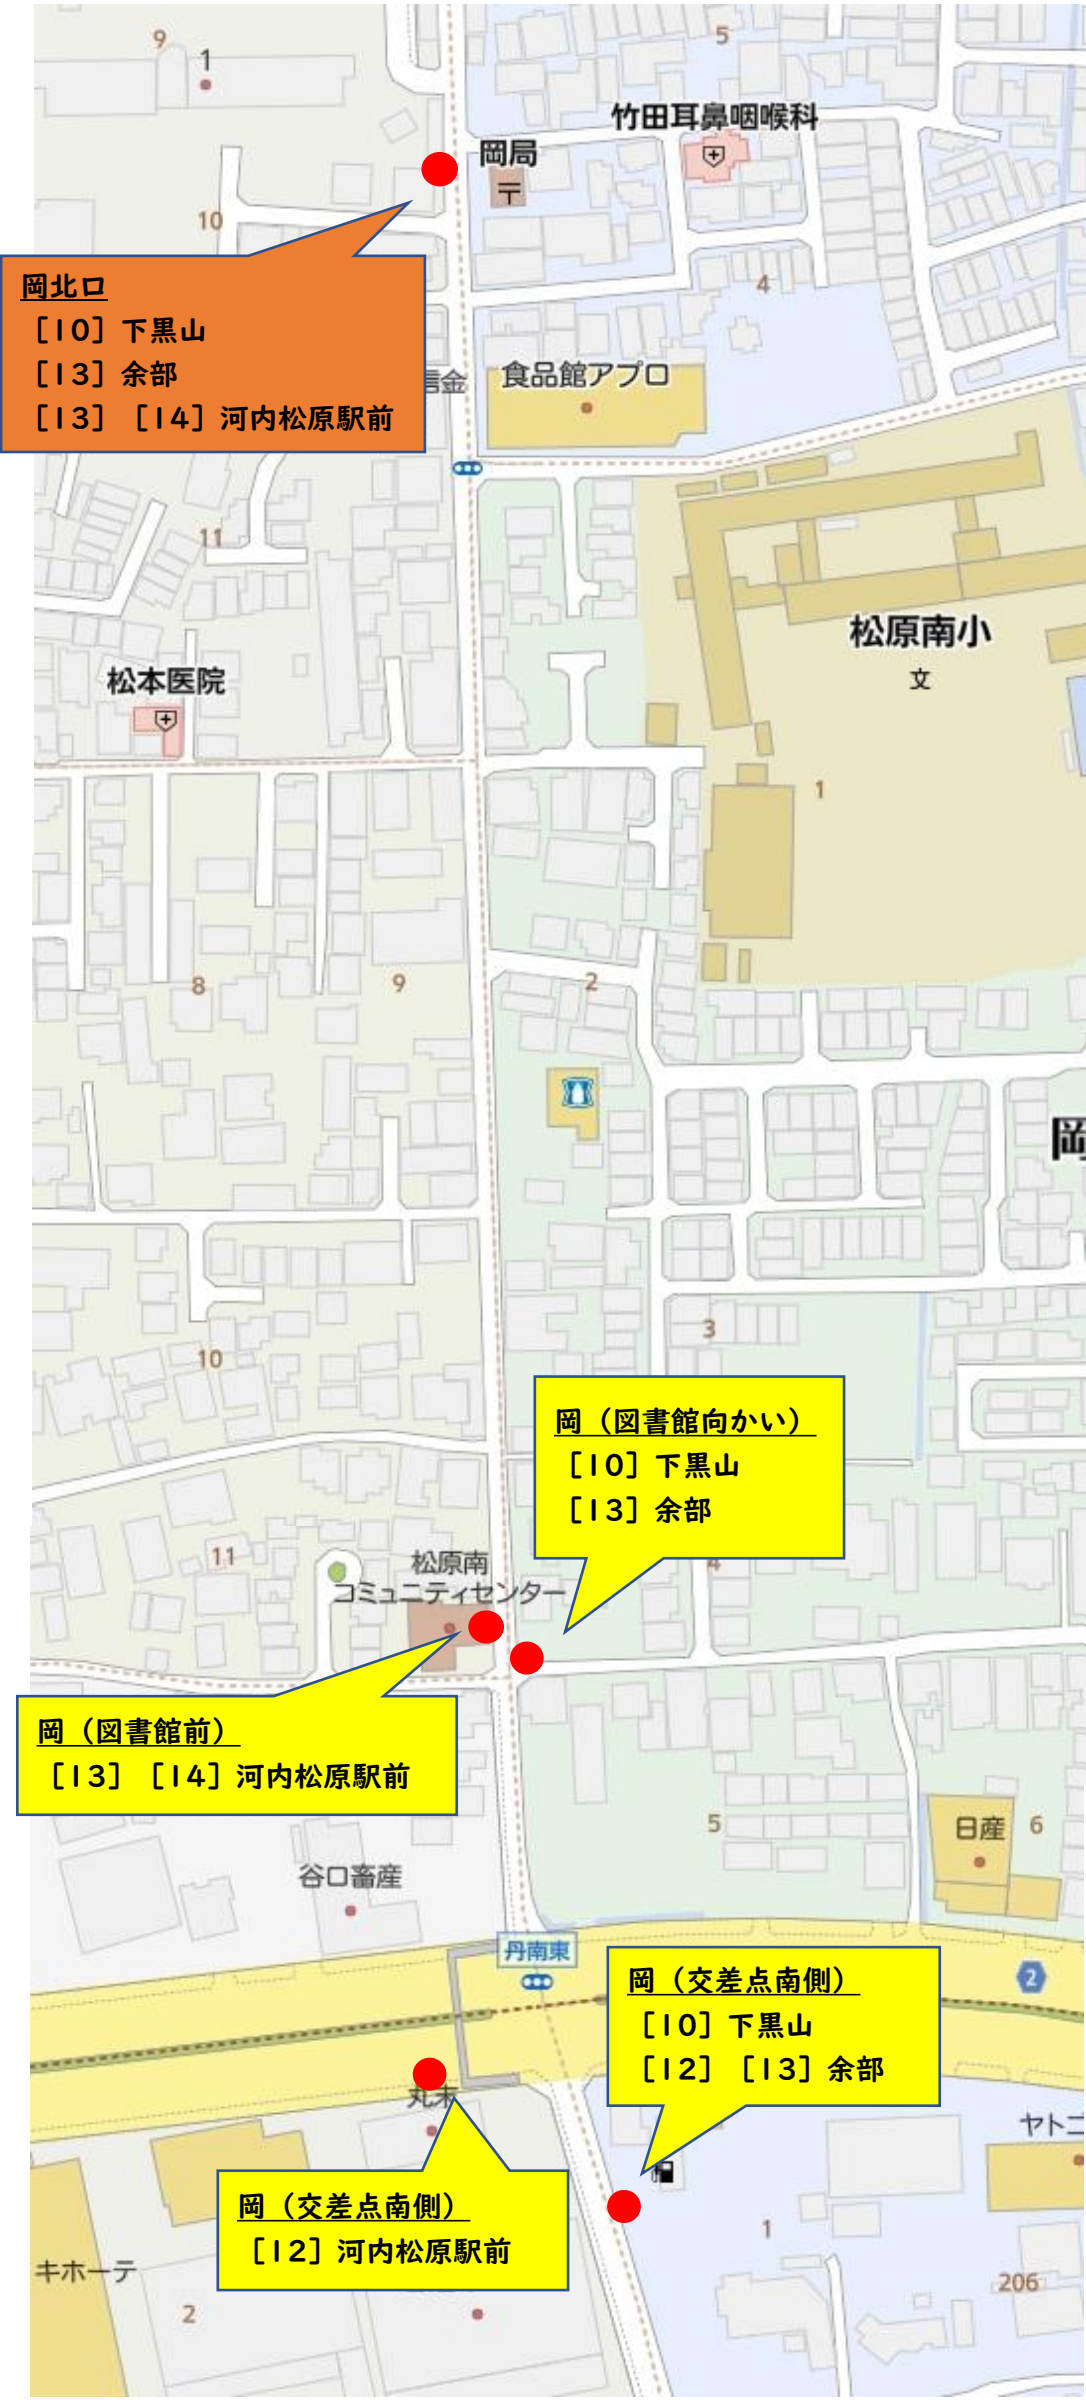 9
1
5
竹田耳鼻咽喉科
岡局
〒
10
4
岡北口
[10] 下黒山
[13] 余部
[13] [14] 河内松原駅前
信金
食品館アプロ
11
松原南小
文
松本医院
1
8
9
2
岡
3
10
岡（図書館向かい）
[10] 下黒山
[13] 余部
4
11
松原南
コミュニティセンター
岡（図書館前）
[13] [14] 河内松原駅前
5
日産
6
谷口畜産
丹南東
2
岡（交差点南側）
[10] 下黒山
[12] [13] 余部
丸末
ヤトニ
岡（交差点南側）
[12] 河内松原駅前
1
キホーテ
206
2